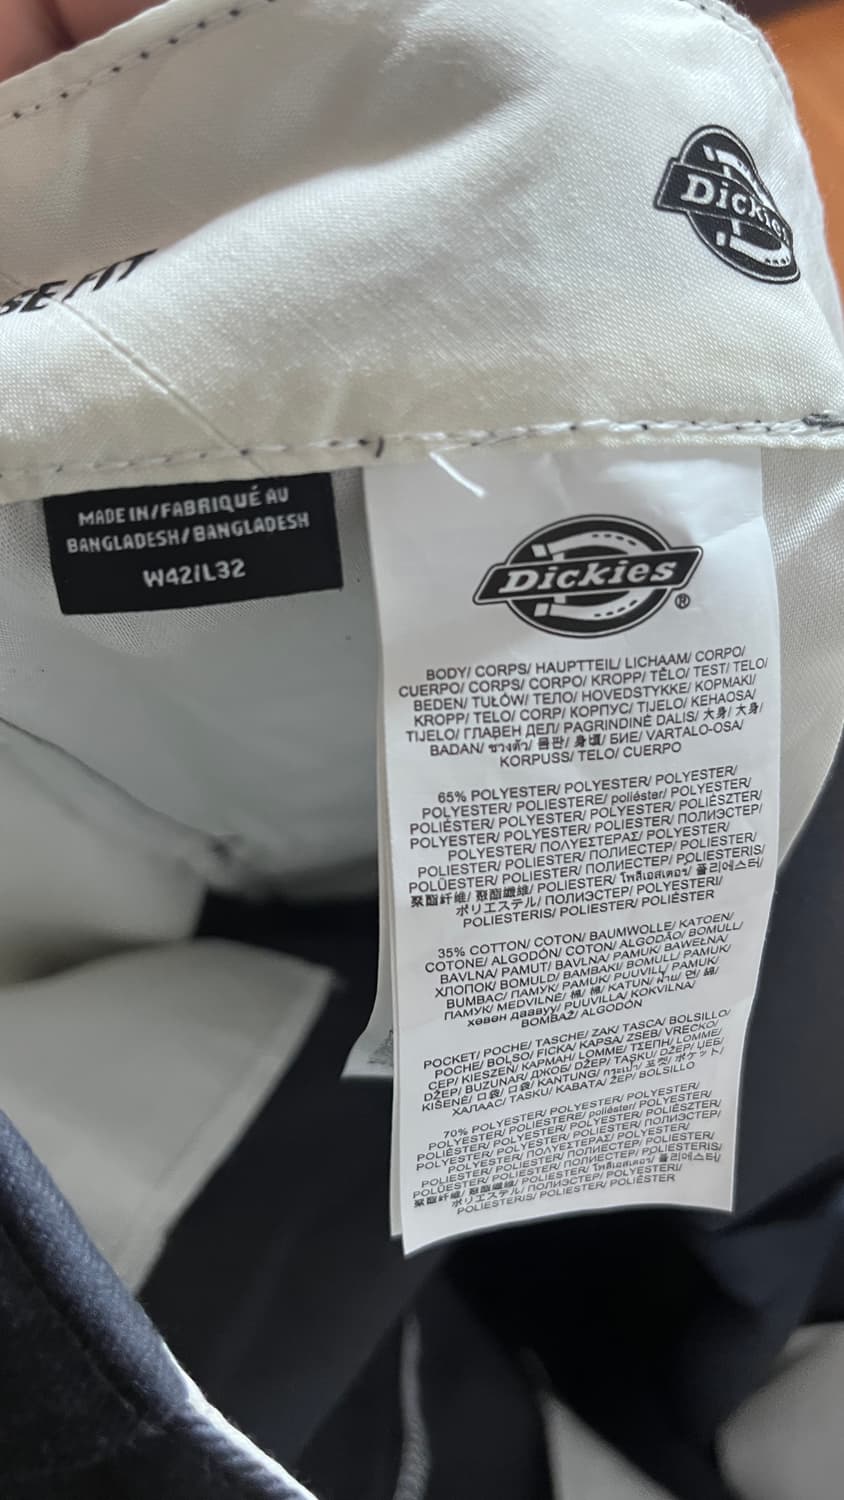 Dickies
SE FIT
MADE IN/FABRIQUÉ AU
BANGLADESH/BANGLADESH
W42/L32
Dickies®
BODY/ CORPS/ HAUPTTEIL/ LICHAAM/ CORPO/
CUERPO/ CORPS/ CORPO/ KROPP/ TĚLO/ TEST/ TELO/
BEDEN/ TUŁÓW/ ΤΕΛΟ/ HOVEDSTYKKE/ ΚΟΡΜΑΚΙ/
KROPP/ TELO/ CORP/ КОРПУС/ TIJELO/ KEHAOSA/
TIJELO/ ГЛАВЕН ДЕЛ/ PAGRINDINĖ DALIS/ 大身/ 大身/
BADAN/ ช่วงตัว/ 몸판/ 身頃/ БИЕ/ VARTALO-OSA/
KORPUSS/ TELO/ CUERPO
65% POLYESTER/ POLYESTER/ POLYESTER/
POLYESTER/ POLIESTERE/ poliéster/ POLYESTER/
POLIÉSTER/ POLYESTER/ POLYESTER/ POLIÉSZTER/
POLYESTER/ POLYESTER/ POLIESTER/ ПОЛИЭСТЕР/
POLYESTER/ ΠΟΛΥΕΣΤΕΡΑΣ/ POLYESTER/
POLIESTER/ POLIESTER/ ПОЛИЕСТЕР/ POLIESTER/
POLÜESTER/ POLIESTER/ ПОЛИЕСТЕР/ POLIESTERIS/
聚酯纤维/ 聚酯纖維/ POLIESTER/ โพลีเอสเตอร/ 폴리에스터/
ポリエステル/ ПОЛИЭСТЕР/ POLYESTERI/
POLIESTERIS/ POLIESTER/ POLIÉSTER
35% COTTON/ COTON/ BAUMWOLLE/ KATOEN/
COTONE/ ALGODÓN/ COTON/ ALGODÃO/ BOMULL/
BAVLNA/ PAMUT/ BAVLNA/ PAMUK/ BAWEŁNA/
ХЛОПОК/ BOMULD/ ΒΑΜΒΑΚΙ/ BOMULL/ PAMUK/
BUMBAC/ ПАМУК/ PAMUK/ PUUVILL/ PAMUK/
ПАМУК/ MEDVILNĖ/ 棉/ 棉/ KATUN/ ฝ้าย/ 면/ 綿/
хөвөн даавуу/ PUUVILLA/ KOKVILNA/
BOMBAŽ/ ALGODÓN
POCKET/ POCHE/ TASCHE/ ZAK/ TASCA/ BOLSILLO/
POCHE/ BOLSO/ FICKA/ KAPSA/ ZSEB/ VRECKO/
CEP/ KIESZEŃ/ КАРМАН/ LOMME/ ΤΣΕΠΗ/ LOMME/
DŽEP/ BUZUNAR/ ДЖОБ/ DŽEP/ TASKU/ DŽEP/ ЏЕБ/
KIŠENĖ/ 口袋/ 口袋/ KANTUNG/ กระเป๋า/ 포켓/ ポケット/
ХАЛААС/ TASKU/ KABATA/ ŽEP/ BOLSILLO
70% POLYESTER/ POLYESTER/ POLYESTER/
POLYESTER/ POLIESTERE/ poliéster/ POLYESTER/
POLIÉSTER/ POLYESTER/ POLYESTER/ POLIÉSZTER/
POLYESTER/ POLYESTER/ POLIESTER/ ПОЛИЭСТЕР/
POLYESTER/ ΠΟΛΥΕΣΤΕΡΑΣ/ POLYESTER/
POLIESTER/ POLIESTER/ ПОЛИЕСТЕР/ POLIESTER/
POLÜESTER/ POLIESTER/ ПОЛИЕСТЕР/ POLIESTERIS/
聚酯纤维/ 聚酯纖維/ POLIESTER/ โพลีเอสเตอร/ 폴리에스터/
ポリエステル/ ПОЛИЭСТЕР/ POLYESTERI/
POLIESTERIS/ POLIESTER/ POLIÉSTER